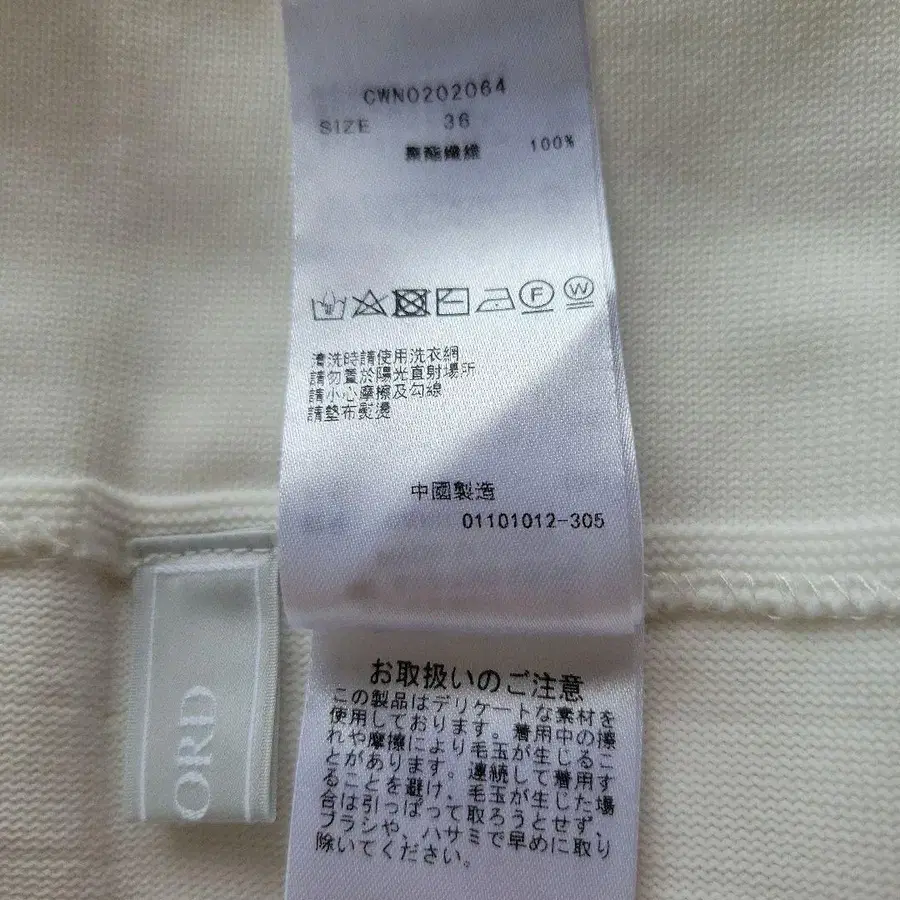 CWN0202064
SIZE 36
聚酯纖維 100%
F W
清洗時請使用洗衣網
請勿置於陽光直射場所
請小心摩擦及勾線
請墊布熨燙
中國製造
01101012-305
お取扱いのご注意
この製品はデリケートな素材を
使用しております。着用中の擦
れや摩擦により毛玉が生じるこ
とがあります。連続して着用す
ることを避け、毛玉が生じた場
合は引っぱって取ろうとせず、
ブラシや、ハサミで早めに取り
除いてください。
ORD